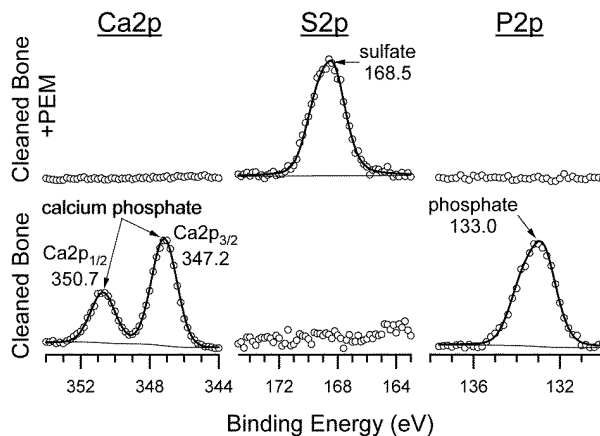 Ca2p S2p P2p
Cleaned Bone
+PEM
sulfate
168.5
Cleaned Bone
calcium phosphate
Ca2p1/2
350.7
Ca2p3/2
347.2
phosphate
133.0
352 348 344 172 168 164 136 132
Binding Energy (eV)